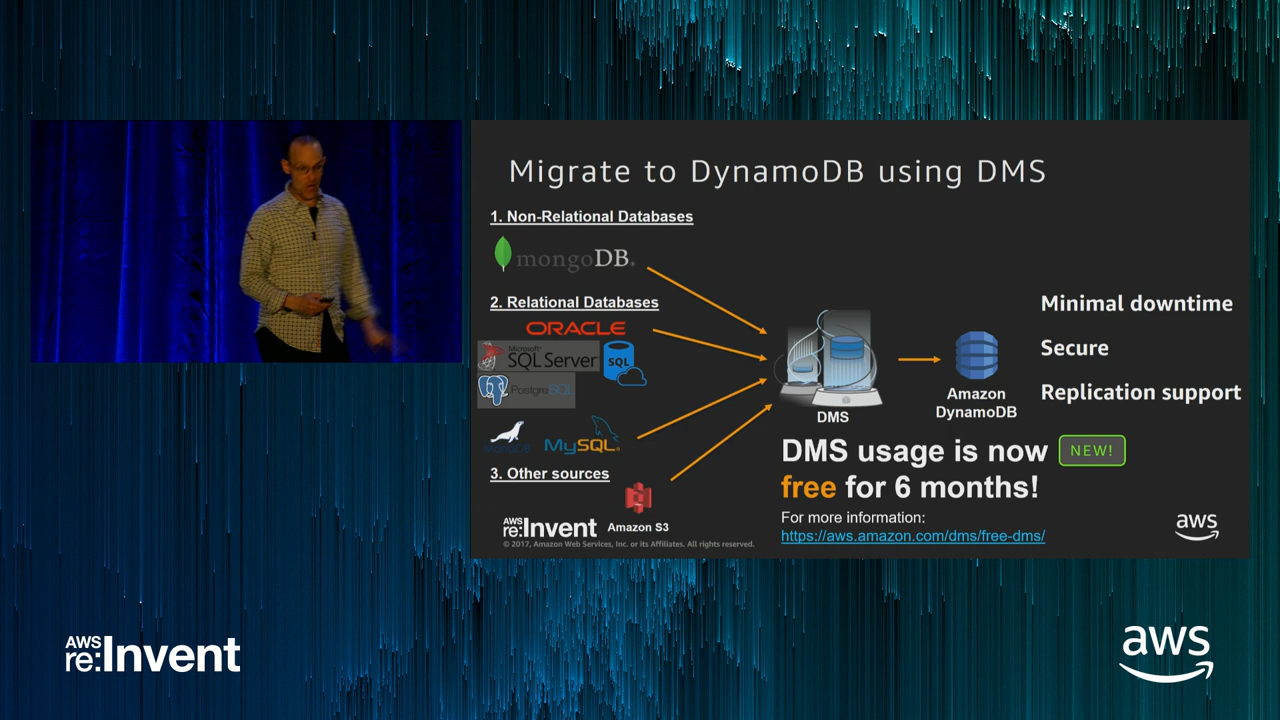 Migrate to DynamoDB using DMS
1. Non-Relational Databases
mongoDB.
2. Relational Databases
ORACLE
Microsoft®
SQL Server
SQL
PostgreSQL
MySQL®
3. Other sources
Amazon S3
DMS
Amazon
DynamoDB
Minimal downtime
Secure
Replication support
DMS usage is now NEW!
free for 6 months!
For more information:
https://aws.amazon.com/dms/free-dms/
AWS
re:Invent
© 2017, Amazon Web Services, Inc. or its Affiliates. All rights reserved.
aws
AWS
re:Invent
aws